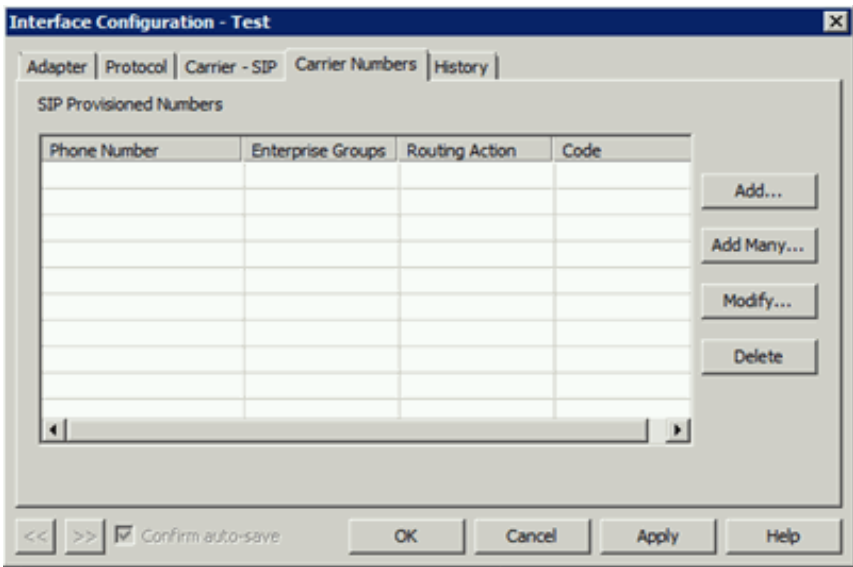 Interface Configuration - Test
Adapter Protocol Carrier - SIP Carrier Numbers History
SIP Provisioned Numbers
Phone Number Enterprise Groups Routing Action Code
Add...
Add Many...
Modify...
Delete
<< >> Confirm auto-save OK Cancel Apply Help